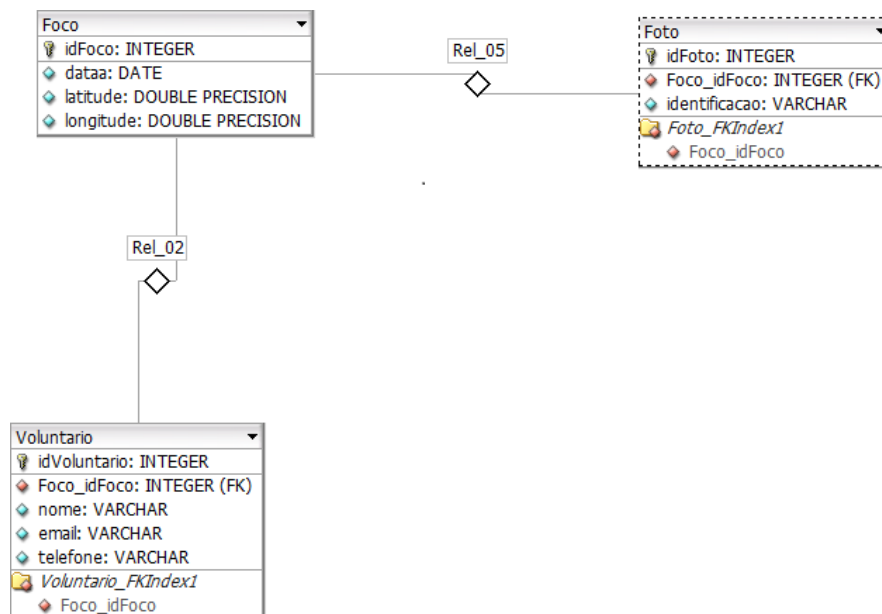 Foco
idFoco: INTEGER
dataa: DATE
latitude: DOUBLE PRECISION
longitude: DOUBLE PRECISION
Rel_05
Foto
idFoto: INTEGER
Foco_idFoco: INTEGER (FK)
identificacao: VARCHAR
Foto_FKIndex1
Foco_idFoco
Rel_02
Voluntario
idVoluntario: INTEGER
Foco_idFoco: INTEGER (FK)
nome: VARCHAR
email: VARCHAR
telefone: VARCHAR
Voluntario_FKIndex1
Foco_idFoco